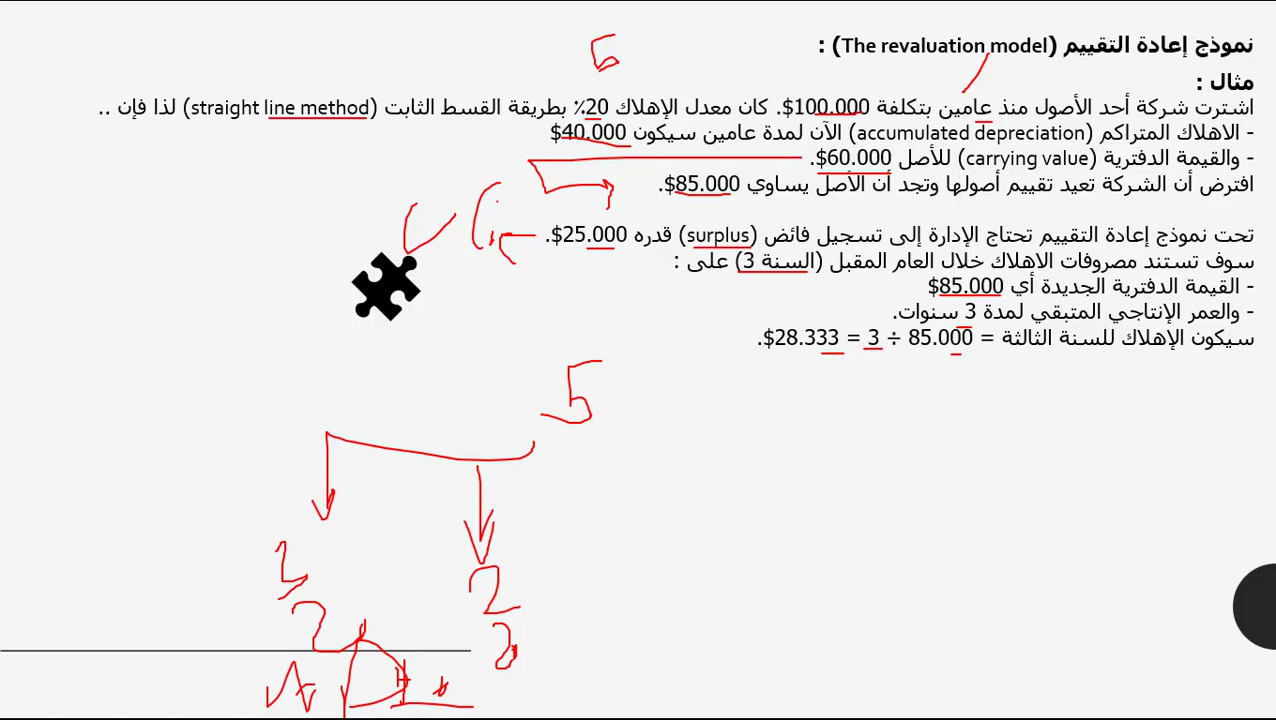 نموذج إعادة التقييم (The revaluation model) :
مثال :
اشترت شركة أحد الأصول منذ عامين بتكلفة 100.000$. كان معدل الإهلاك 20٪ بطريقة القسط الثابت (straight line method) لذا فإن ..
- الاهلاك المتراكم (accumulated depreciation) الآن لمدة عامين سيكون 40.000$
- والقيمة الدفترية (carrying value) للأصل 60.000$.
افترض أن الشركة تعيد تقييم أصولها وتجد أن الأصل يساوي 85.000$.
تحت نموذج إعادة التقييم تحتاج الإدارة إلى تسجيل فائض (surplus) قدره 25.000$.
سوف تستند مصروفات الاهلاك خلال العام المقبل (السنة 3) على :
- القيمة الدفترية الجديدة أي 85.000$
- والعمر الإنتاجي المتبقي لمدة 3 سنوات.
سيكون الإهلاك للسنة الثالثة = 85.000 ÷ 3 = 28.333$.
5
2